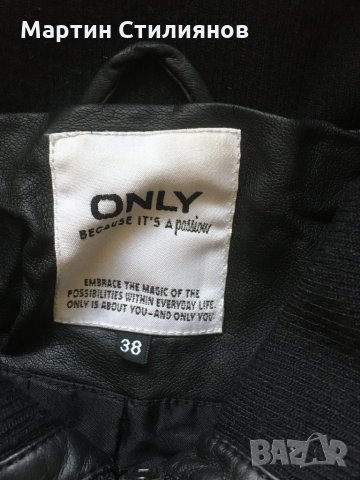 Мартин Стилиянов
ONLY
BECAUSE IT'S A passion
EMBRACE THE MAGIC OF THE
POSSIBILITIES WITHIN EVERYDAY LIFE.
ONLY IS ABOUT YOU—AND ONLY YOU
38
BAZAR